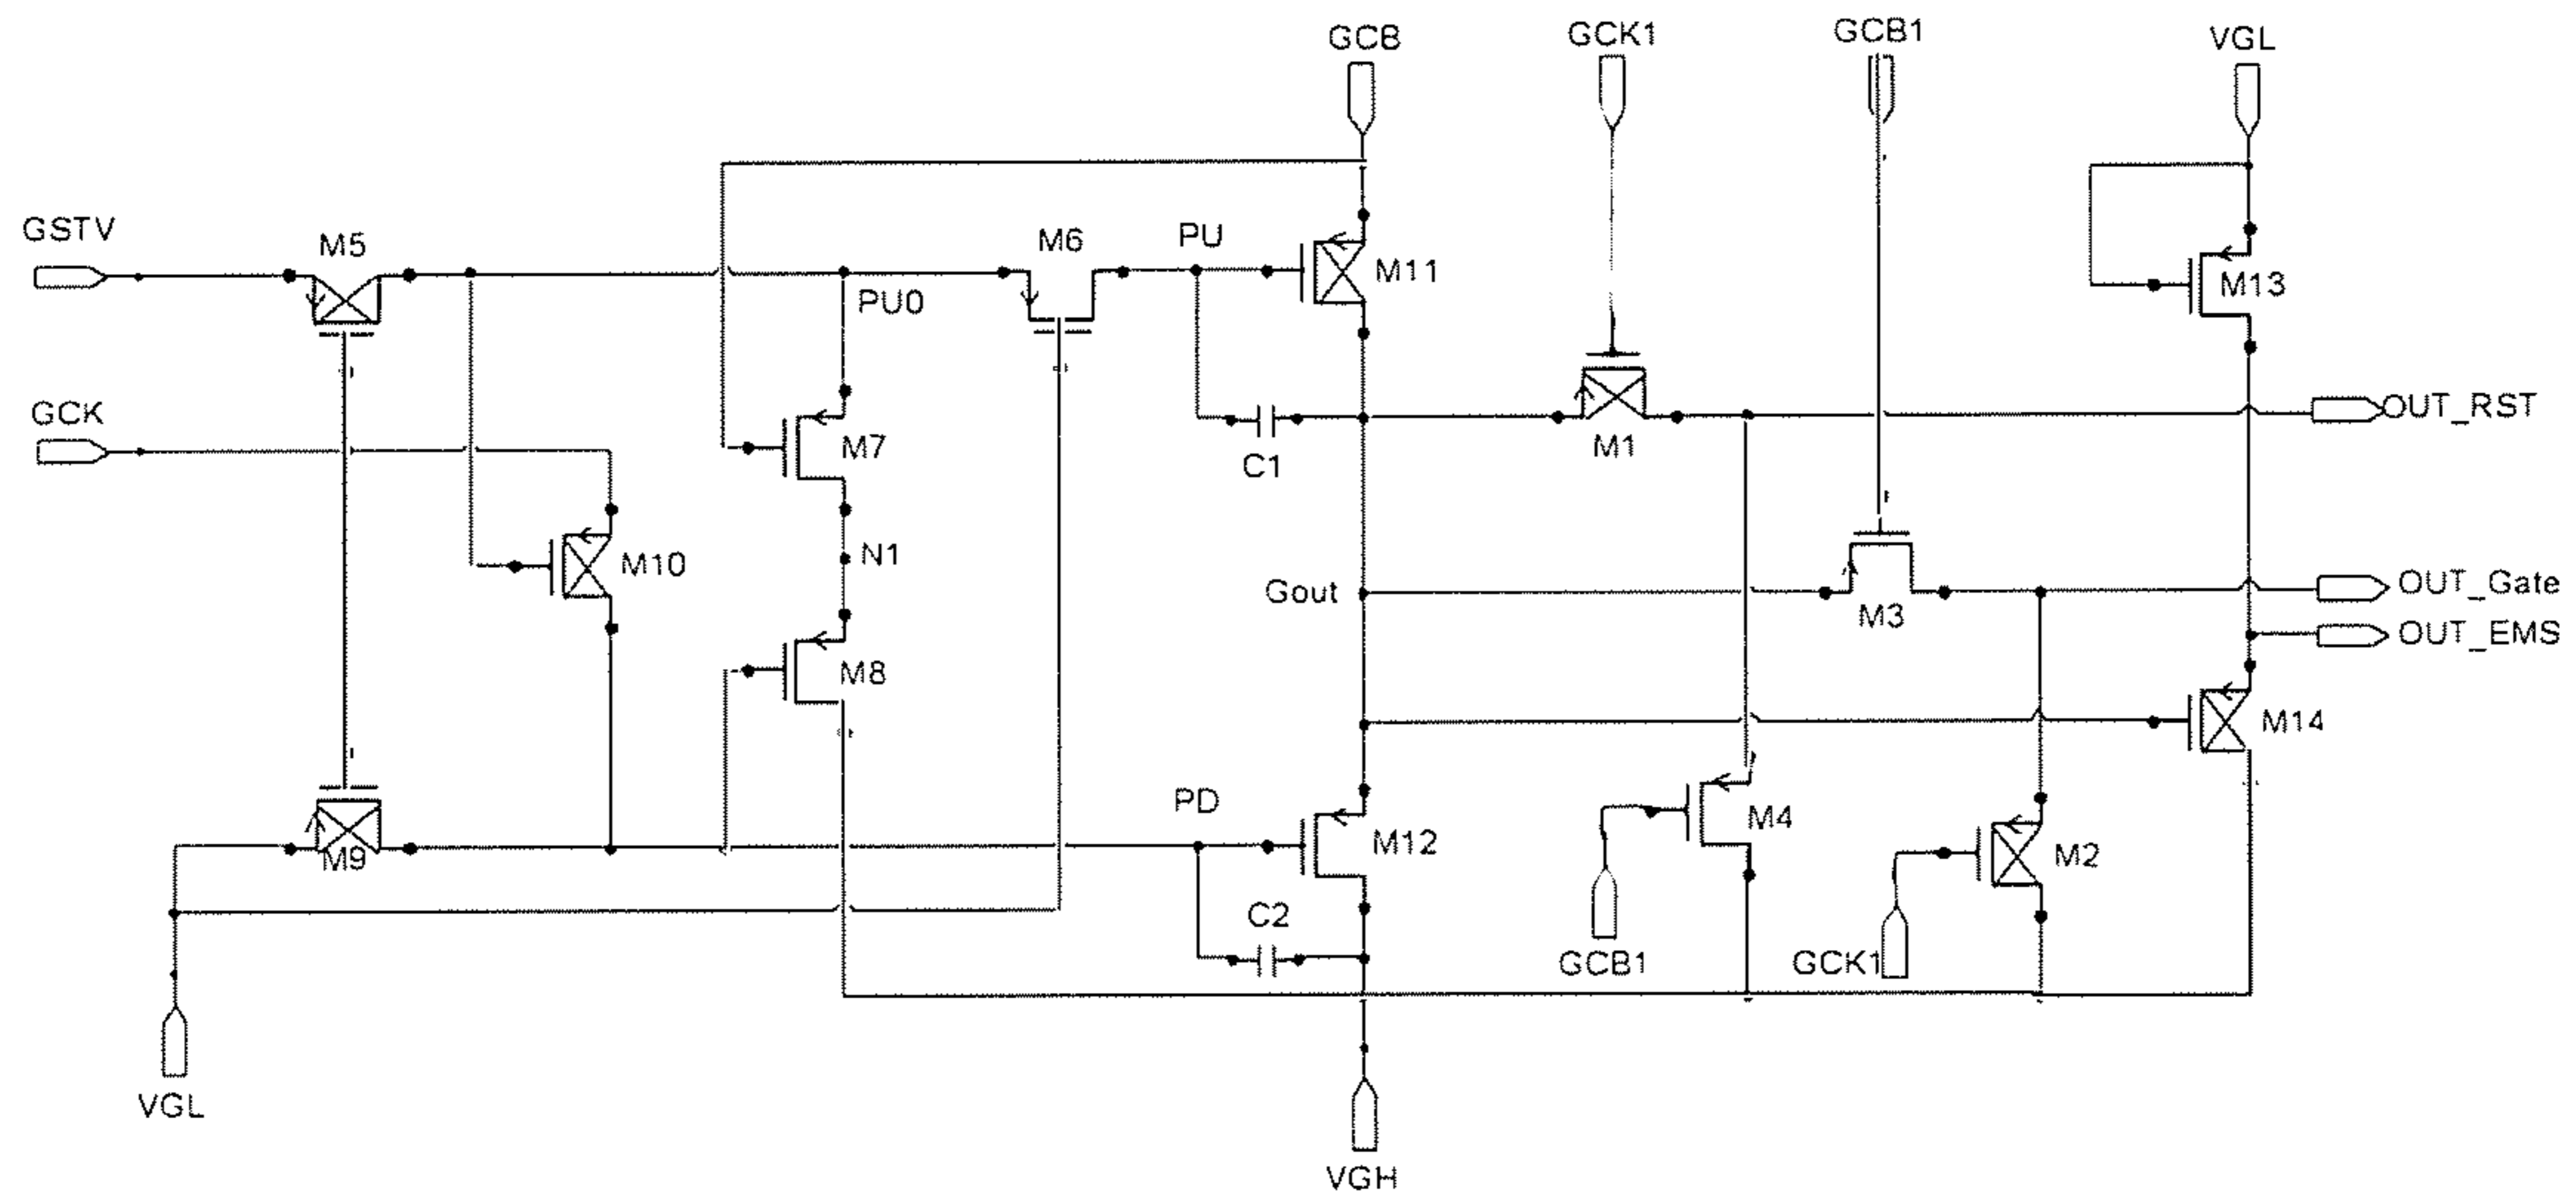 GCB
GCK1
GCB1
VGL
GSTV
M5
M6
PU
M11
M13
PU0
GCK
M7
C1
M1
OUT_RST
M10
N1
Gout
M3
OUT_Gate
OUT_EMS
M8
M14
PD
M12
M4
M2
M9
C2
GCB1
GCK1
VGL
VGH